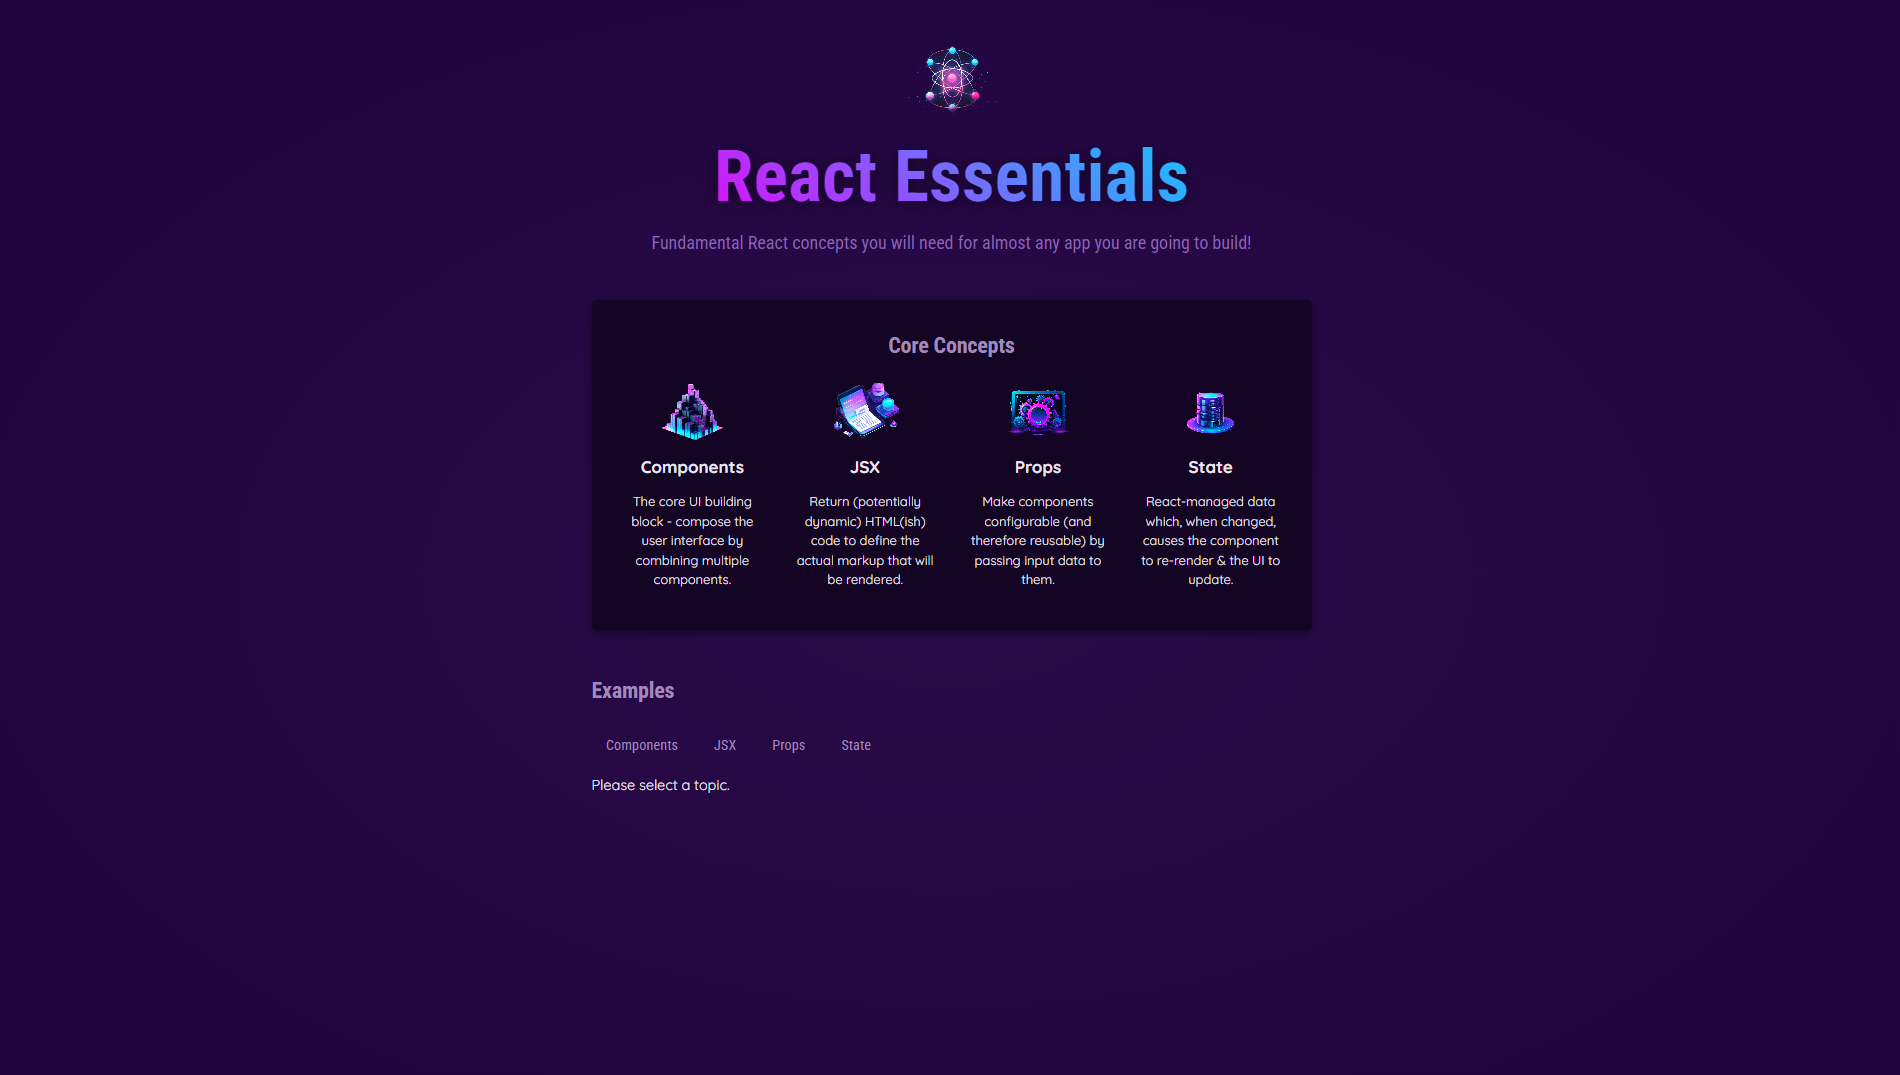 React Essentials
Fundamental React concepts you will need for almost any app you are going to build!
Core Concepts
Components
The core UI building
block - compose the
user interface by
combining multiple
components.
JSX
Return (potentially
dynamic) HTML(ish)
code to define the
actual markup that will
be rendered.
Props
Make components
configurable (and
therefore reusable) by
passing input data to
them.
State
React-managed data
which, when changed,
causes the component
to re-render & the UI to
update.
Examples
Components JSX Props State
Please select a topic.